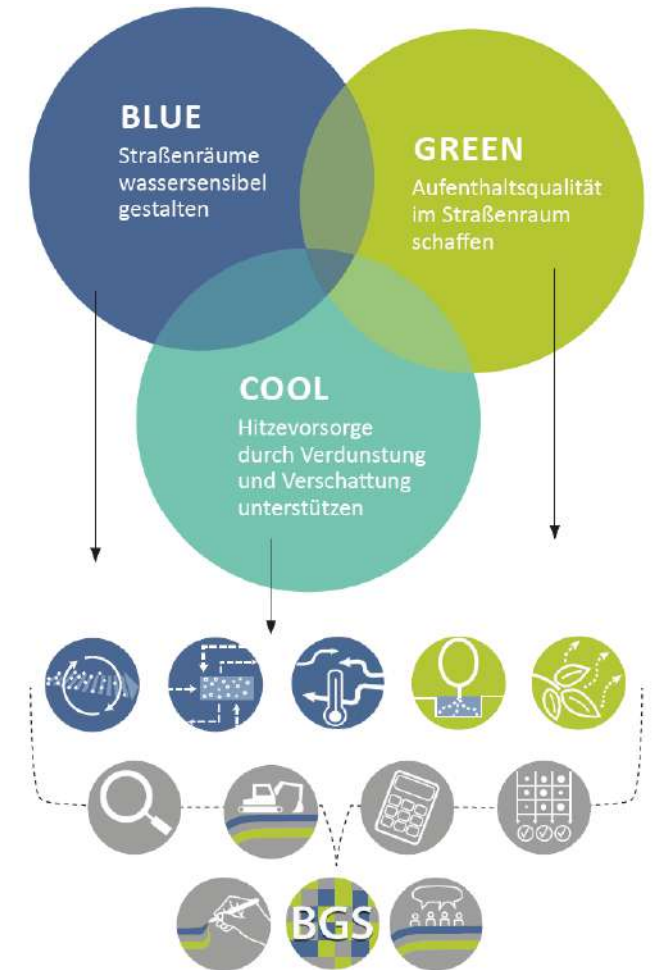 BLUE
Straßenräume
wassersensibel
gestalten
GREEN
Aufenthaltsqualität
im Straßenraum
schaffen
COOL
Hitzevorsorge
durch Verdunstung
und Verschattung
unterstützen
BGS